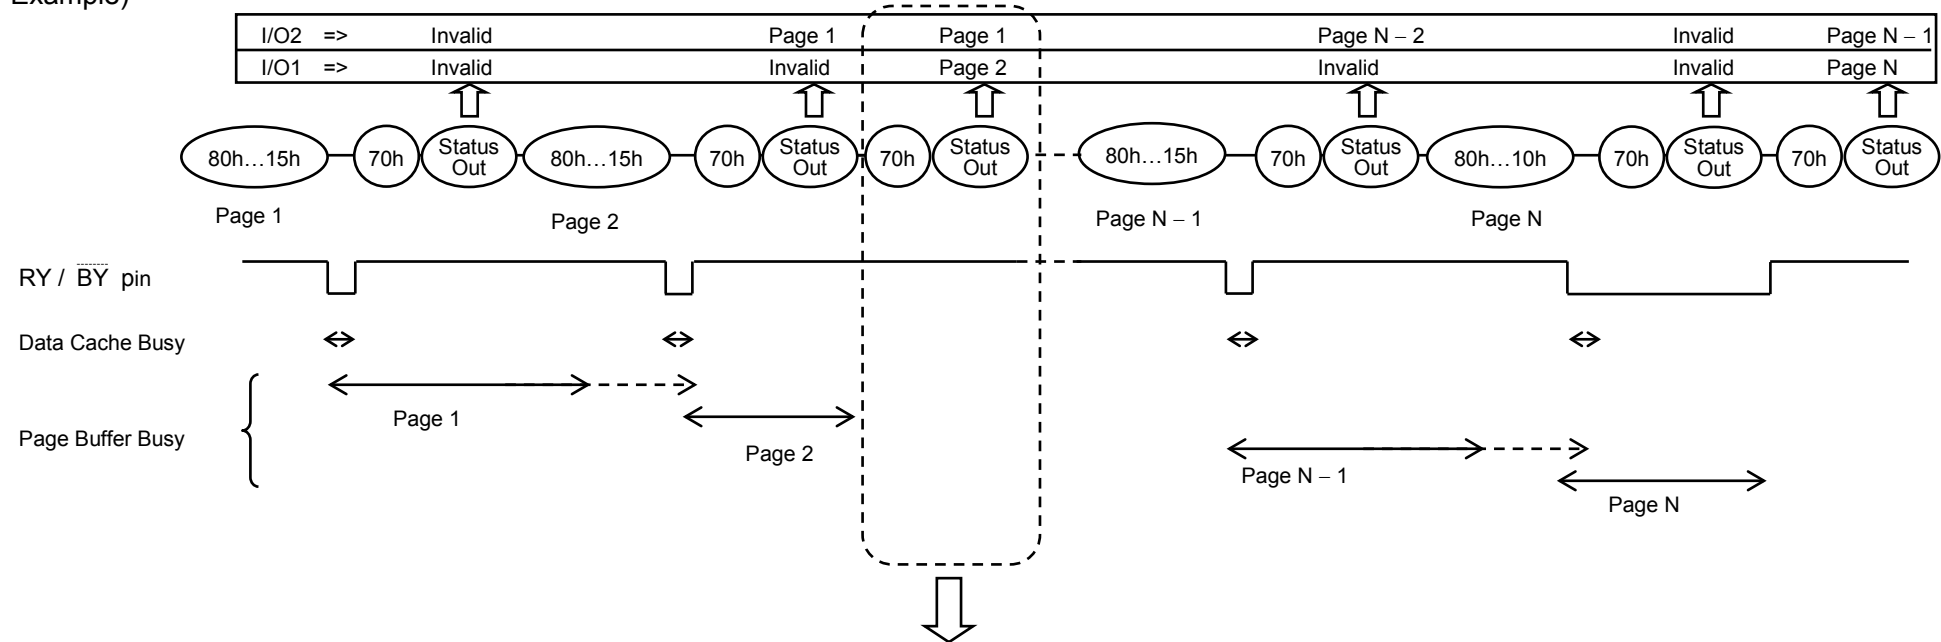 Example)
I/O2 => Invalid Page 1 Page 1 Page N – 2 Invalid Page N – 1
I/O1 => Invalid Invalid Page 2 Invalid Invalid Page N
80h…15h 70h Status Out 80h…15h 70h Status Out 70h Status Out 80h…15h 70h Status Out 80h…10h 70h Status Out 70h Status Out
Page 1 Page 2 Page N – 1 Page N
RY / BY pin
Data Cache Busy
Page 1
Page Buffer Busy
Page 2
Page N – 1
Page N